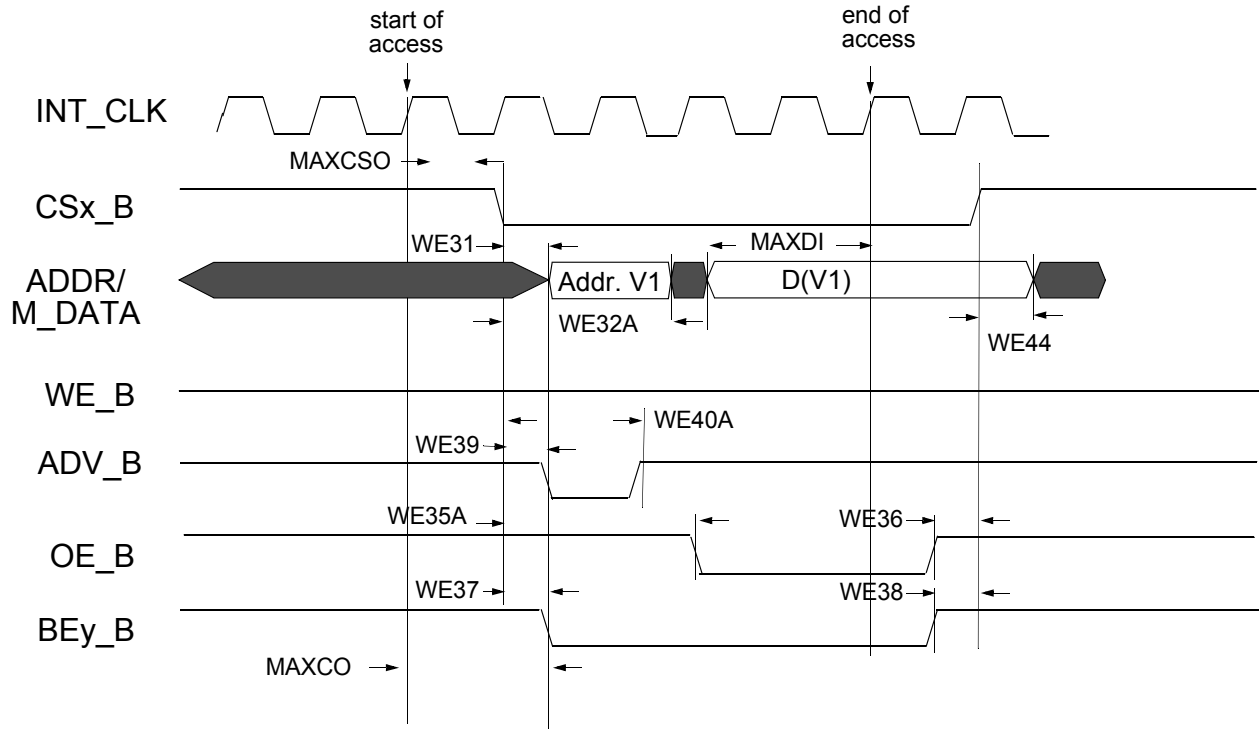 start of
access
end of
access
INT_CLK
MAXCSO
CSx_B
WE31
MAXDI
ADDR/
M_DATA
Addr. V1
D(V1)
WE32A
WE44
WE_B
WE40A
WE39
ADV_B
WE35A
WE36
OE_B
WE37
WE38
BEy_B
MAXCO